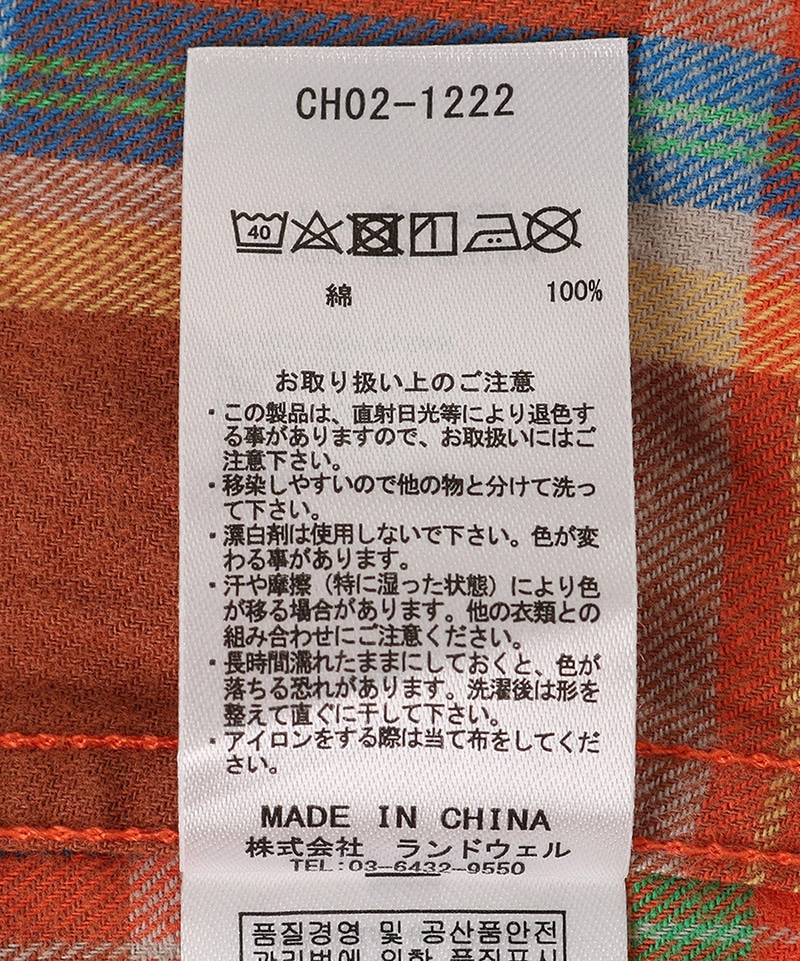 CH02-1222
40
綿 100%
お取り扱い上のご注意
・この製品は、直射日光等により退色す
る事がありますので、お取扱いにはご
注意下さい。
・移染しやすいので他の物と分けて洗っ
て下さい。
・漂白剤は使用しないで下さい。色が変
わる事があります。
・汗や摩擦（特に湿った状態）により色
が移る場合があります。他の衣類との
組み合わせにご注意ください。
・長時間濡れたままにしておくと、色が
落ちる恐れがあります。洗濯後は形を
整えて直ぐに干して下さい。
・アイロンをする際は当て布をしてくだ
さい。
MADE IN CHINA
株式会社 ランドウェル
TEL:03-6432-9550
품질경영 및 공산품안전
관리법에 의한 품질표시